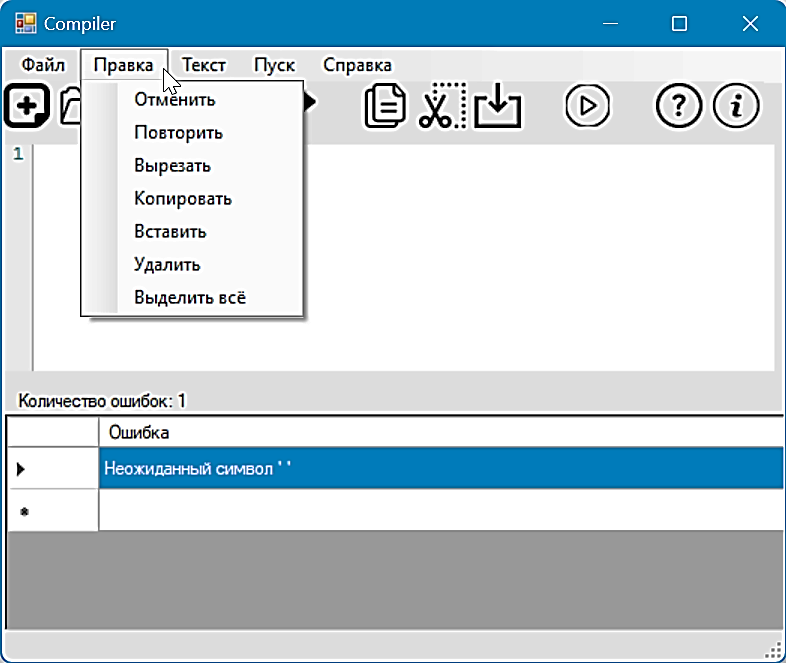 Compiler
Файл Правка Текст Пуск Справка
Отменить
Повторить
Вырезать
Копировать
Вставить
Удалить
Выделить всё
1
Количество ошибок: 1
Ошибка
Неожиданный символ ' '